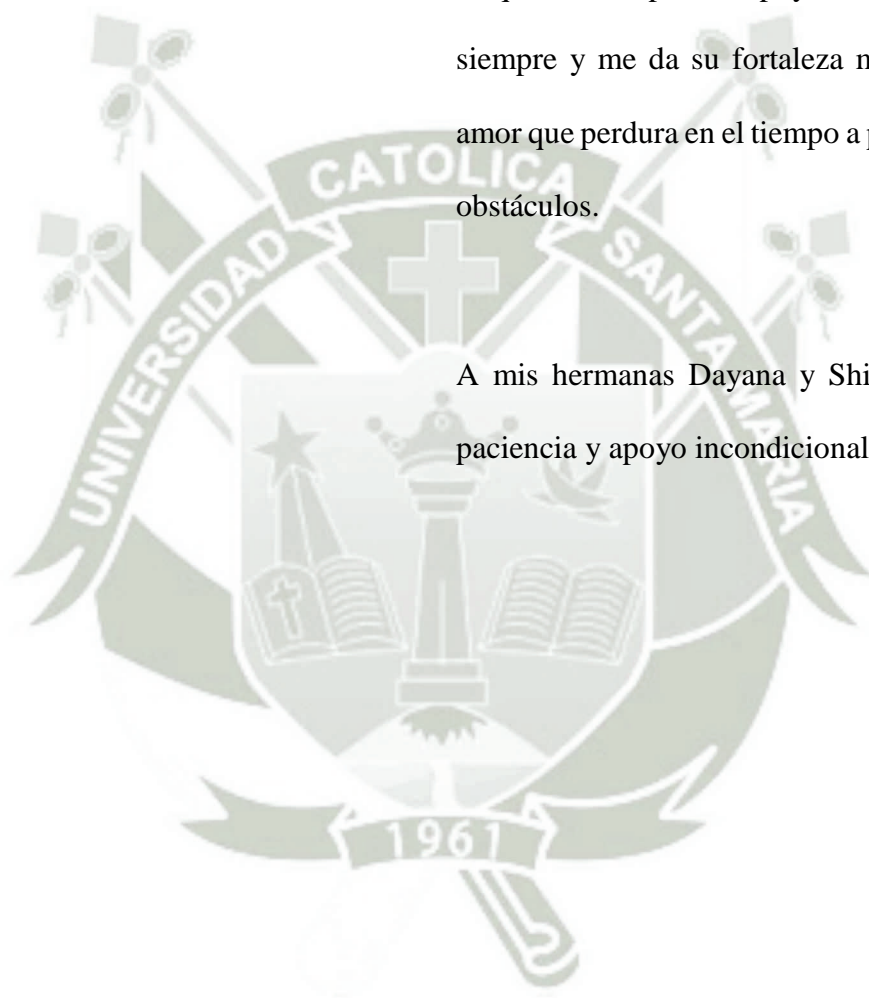 siempre y me da su fortaleza
amor que perdura en el tiempo a
obstáculos.
A mis hermanas Dayana y
paciencia y apoyo incondicional
UNIVERSIDAD CATOLICA SANTA MARIA
1961